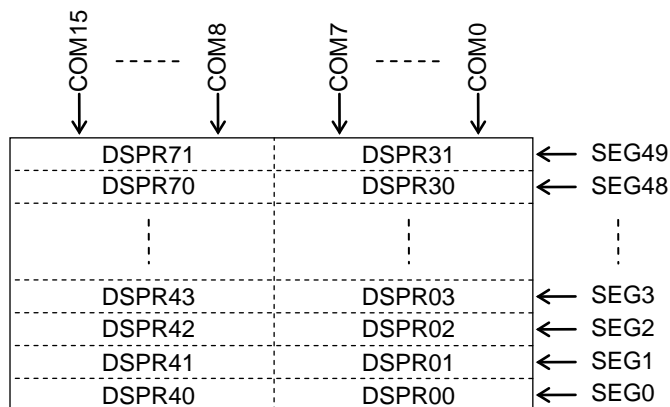 COM15 COM8 COM7 COM0
DSPR71 DSPR31 SEG49
DSPR70 DSPR30 SEG48
DSPR43 DSPR03 SEG3
DSPR42 DSPR02 SEG2
DSPR41 DSPR01 SEG1
DSPR40 DSPR00 SEG0